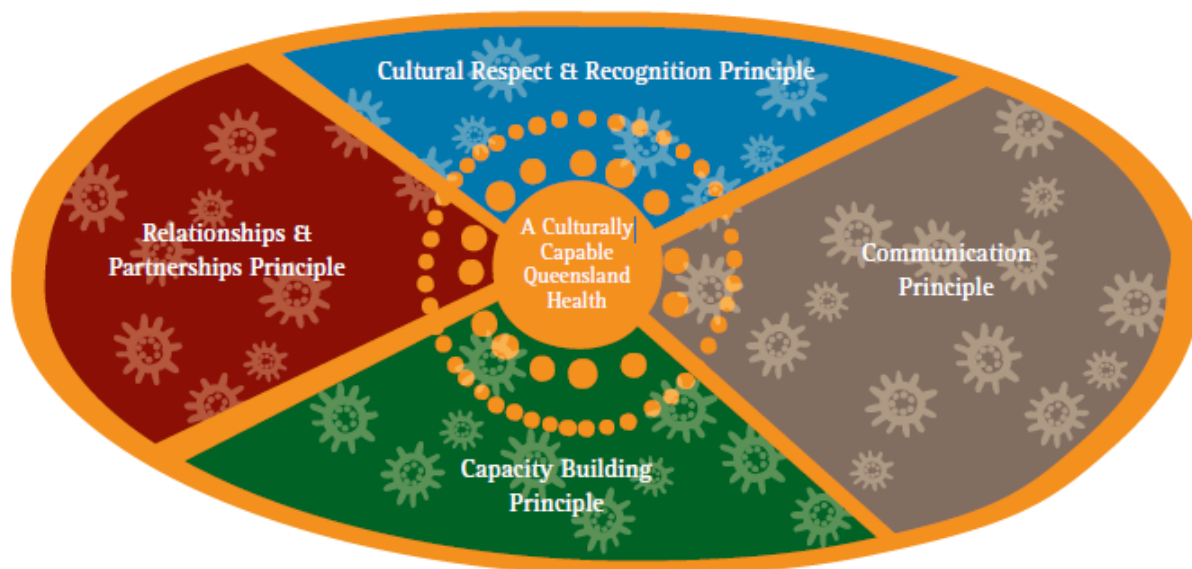 Cultural Respect & Recognition Principle
Relationships &
Partnerships Principle
A Culturally
Capable
Queensland
Health
Communication
Principle
Capacity Building
Principle